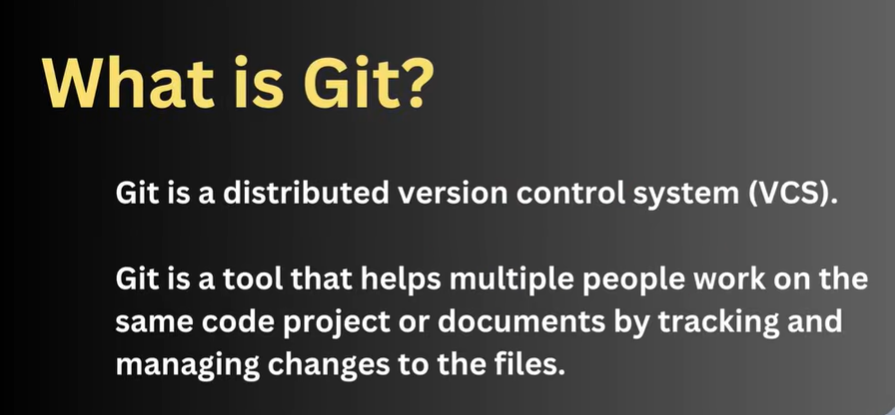 What is Git?
Git is a distributed version control system (VCS).
Git is a tool that helps multiple people work on the
same code project or documents by tracking and
managing changes to the files.